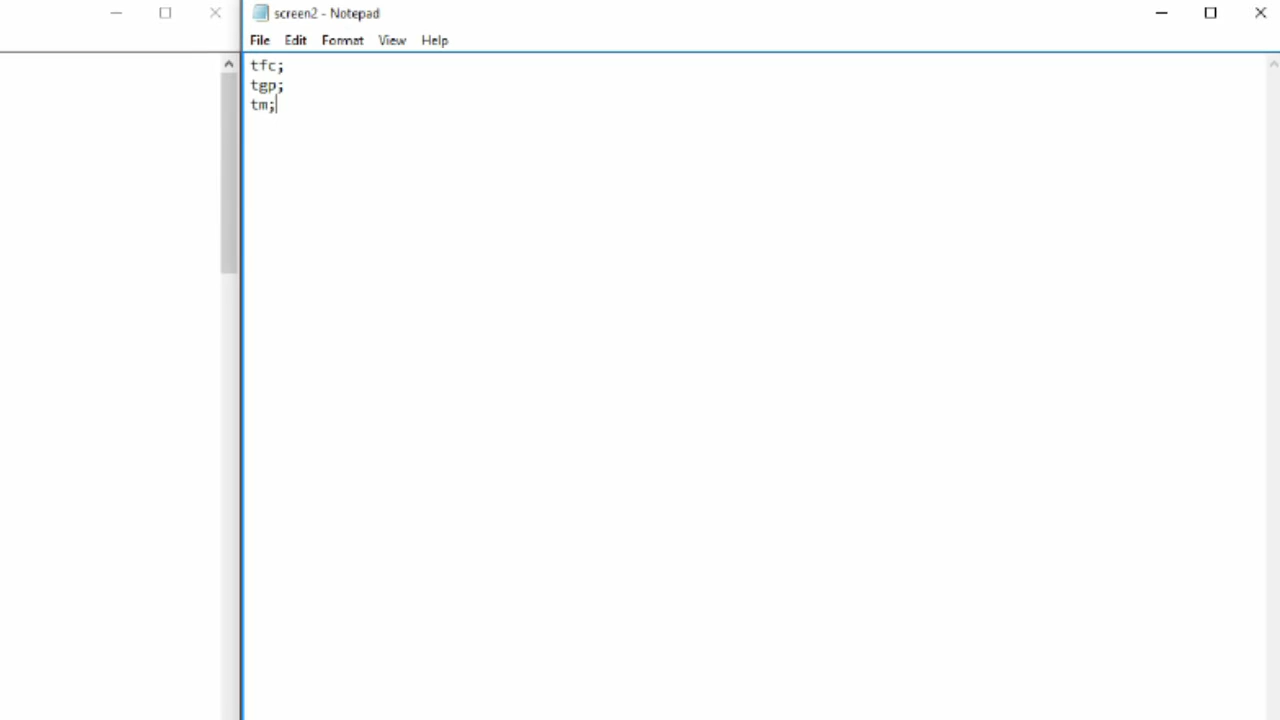 screen2 - Notepad
File Edit Format View Help
tfc;
tgp;
tm;